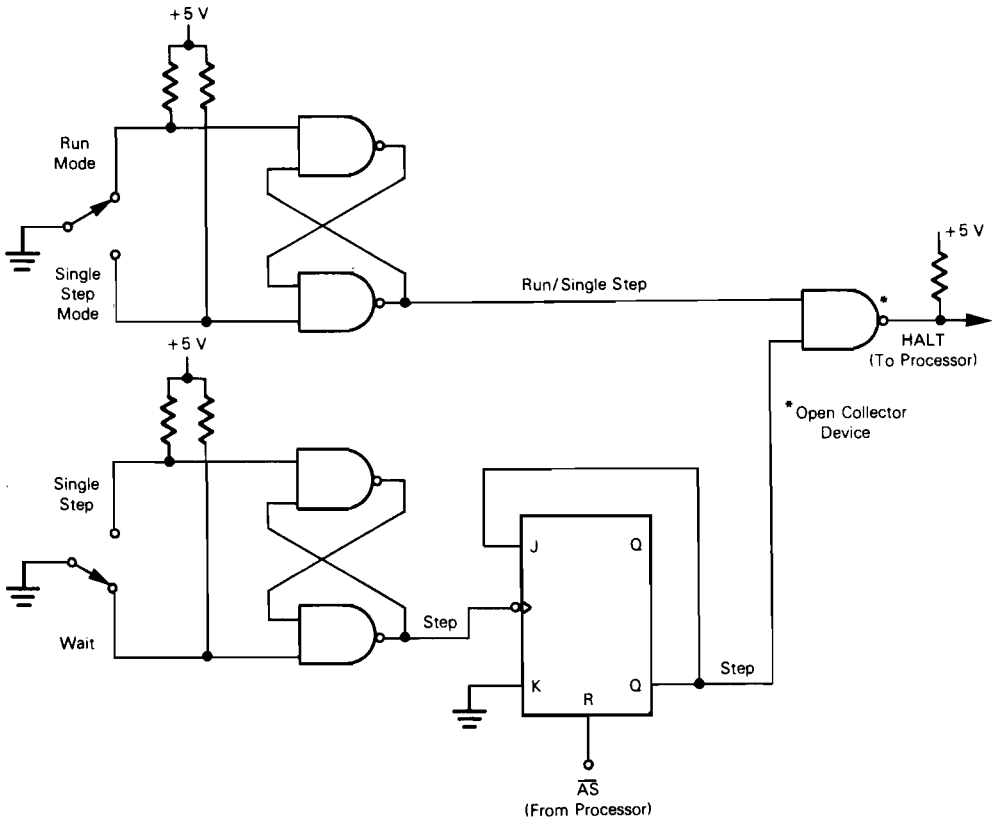 +5 V
Run
Mode
Single
Step
Mode
Run/Single Step
+5 V
*
HALT
(To Processor)
* Open Collector
Device
+5 V
Single
Step
Wait
Step
J
Q
K
Q
R
Step
A̅S̅
(From Processor)